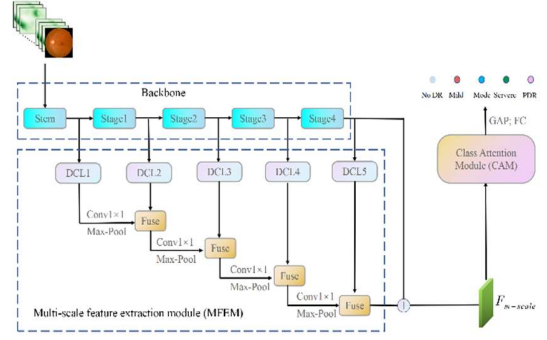 Backbone
Stem
Stage1
Stage2
Stage3
Stage4
No DR
Mild
Mode
Servere
PDR
GAP; FC
Class Attention
Module (CAM)
DCL1
DCL2
DCL3
DCL4
DCL5
Conv1×1
Max-Pool
Fuse
Conv1×1
Max-Pool
Fuse
Conv1×1
Max-Pool
Fuse
Conv1×1
Max-Pool
Fuse
F m-scale
Multi-scale feature extraction module (MFEM)